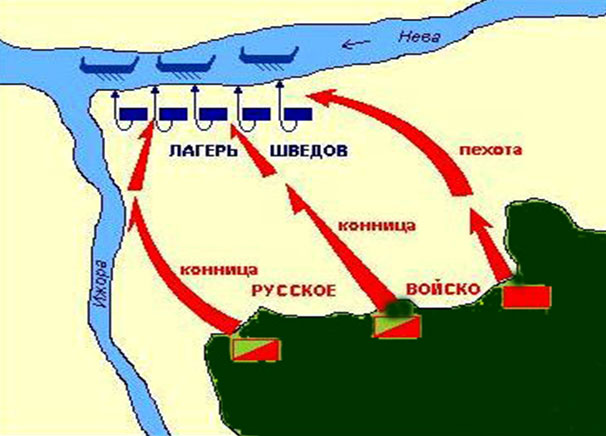 Нева
ЛАГЕРЬ ШВЕДОВ
пехота
конница
Ижора
конница
РУССКОЕ ВОЙСКО